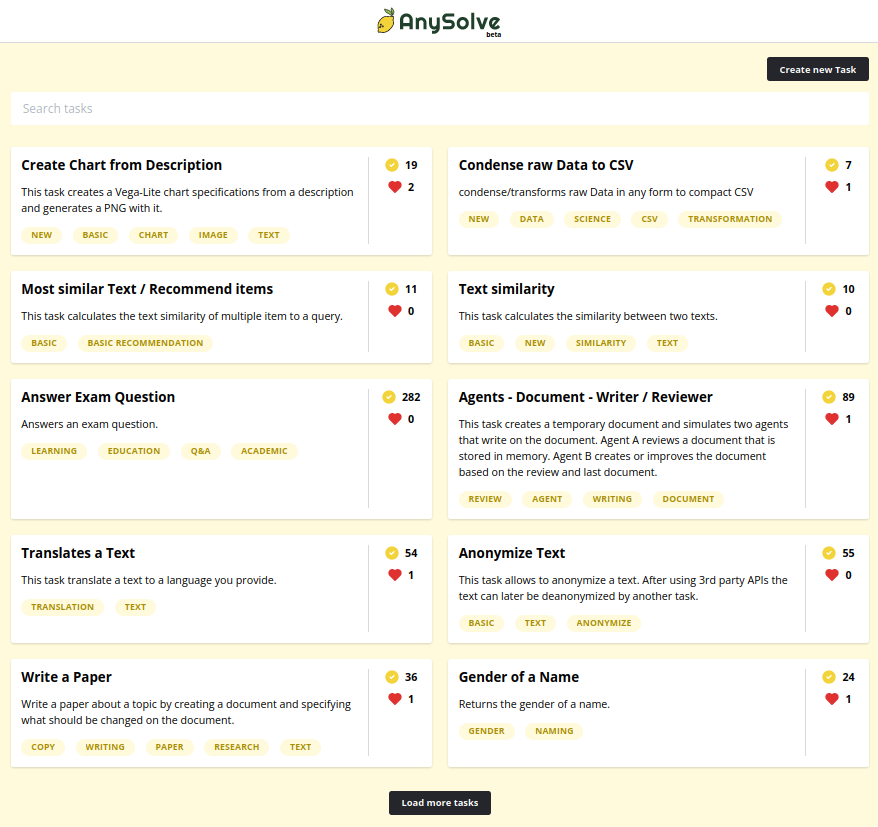 AnySolve
beta
Create new Task
Search tasks
Create Chart from Description
19
This task creates a Vega-Lite chart specifications from a description
and generates a PNG with it.
2
NEW BASIC CHART IMAGE TEXT
Condense raw Data to CSV
7
condense/transforms raw Data in any form to compact CSV
1
NEW DATA SCIENCE CSV TRANSFORMATION
Most similar Text / Recommend items
11
This task calculates the text similarity of multiple item to a query.
0
BASIC BASIC RECOMMENDATION
Text similarity
10
This task calculates the similarity between two texts.
0
BASIC NEW SIMILARITY TEXT
Answer Exam Question
282
Answers an exam question.
0
LEARNING EDUCATION Q&A ACADEMIC
Agents - Document - Writer / Reviewer
89
This task creates a temporary document and simulates two agents
that write on the document. Agent A reviews a document that is
stored in memory. Agent B creates or improves the document
based on the review and last document.
1
REVIEW AGENT WRITING DOCUMENT
Translates a Text
54
This task translate a text to a language you provide.
1
TRANSLATION TEXT
Anonymize Text
55
This task allows to anonymize a text. After using 3rd party APIs the
text can later be deanonymized by another task.
0
BASIC TEXT ANONYMIZE
Write a Paper
36
Write a paper about a topic by creating a document and specifying
what should be changed on the document.
1
COPY WRITING PAPER RESEARCH TEXT
Gender of a Name
24
Returns the gender of a name.
1
GENDER NAMING
Load more tasks